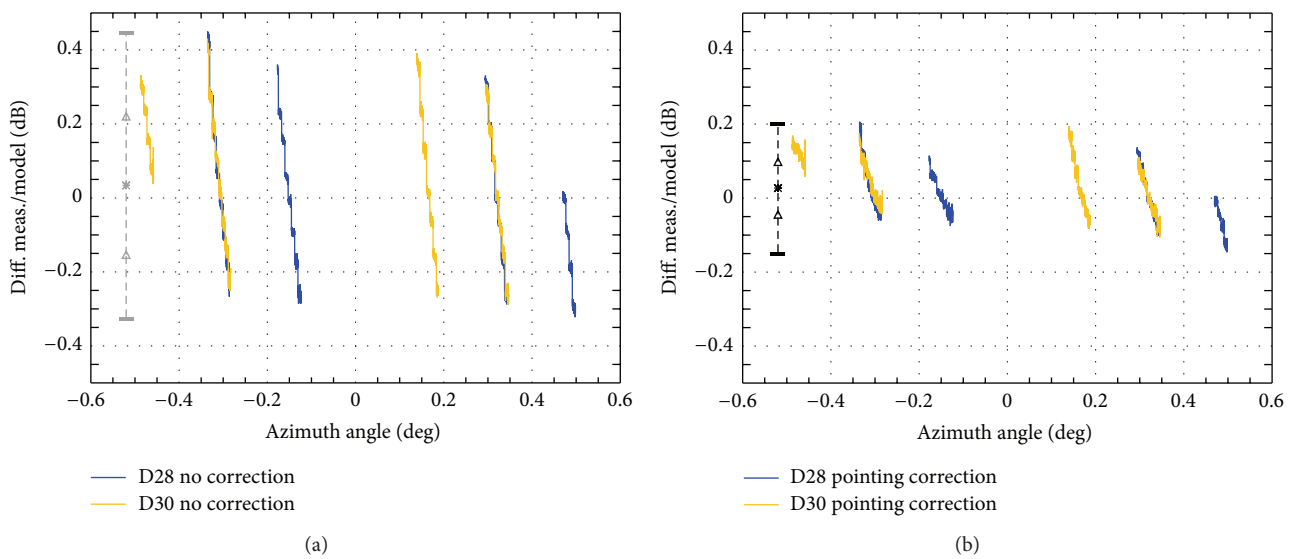 Diff. meas./model (dB)
0.4
0.2
0
−0.2
−0.4
−0.6 −0.4 −0.2 0 0.2 0.4 0.6
Azimuth angle (deg)
D28 no correction
D30 no correction
(a)
Diff. meas./model (dB)
0.4
0.2
0
−0.2
−0.4
−0.6 −0.4 −0.2 0 0.2 0.4 0.6
Azimuth angle (deg)
D28 pointing correction
D30 pointing correction
(b)